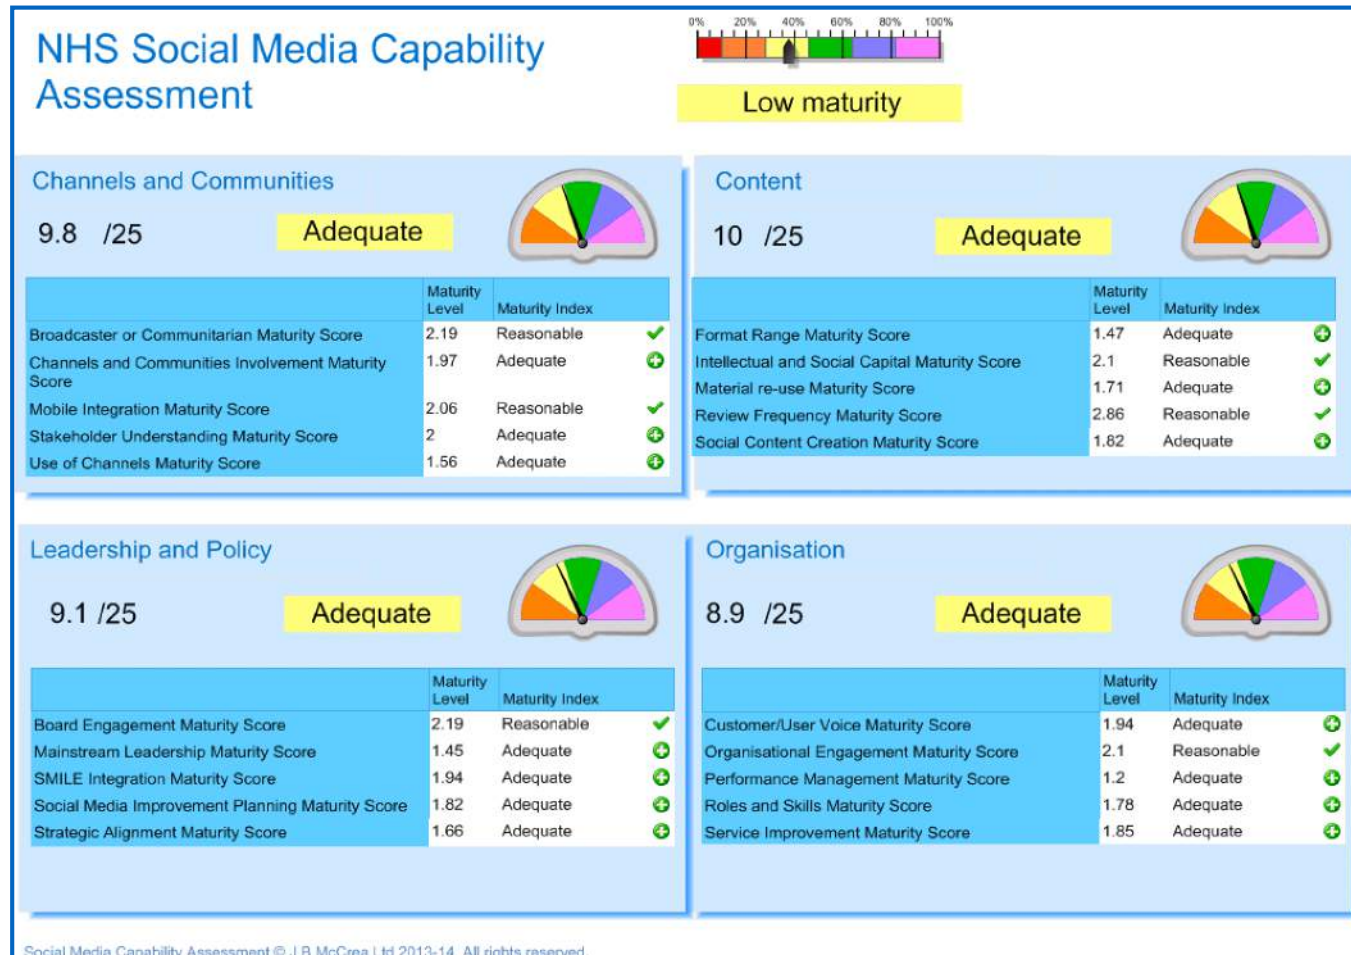 NHS Social Media Capability
Assessment
0% 20% 40% 60% 80% 100%
Low maturity
Channels and Communities
9.8 /25 Adequate
Maturity Level Maturity Index
Broadcaster or Communitarian Maturity Score 2.19 Reasonable
Channels and Communities Involvement Maturity Score 1.97 Adequate
Mobile Integration Maturity Score 2.06 Reasonable
Stakeholder Understanding Maturity Score 2 Adequate
Use of Channels Maturity Score 1.56 Adequate
Content
10 /25 Adequate
Maturity Level Maturity Index
Format Range Maturity Score 1.47 Adequate
Intellectual and Social Capital Maturity Score 2.1 Reasonable
Material re-use Maturity Score 1.71 Adequate
Review Frequency Maturity Score 2.86 Reasonable
Social Content Creation Maturity Score 1.82 Adequate
Leadership and Policy
9.1 /25 Adequate
Maturity Level Maturity Index
Board Engagement Maturity Score 2.19 Reasonable
Mainstream Leadership Maturity Score 1.45 Adequate
SMILE Integration Maturity Score 1.94 Adequate
Social Media Improvement Planning Maturity Score 1.82 Adequate
Strategic Alignment Maturity Score 1.66 Adequate
Organisation
8.9 /25 Adequate
Maturity Level Maturity Index
Customer/User Voice Maturity Score 1.94 Adequate
Organisational Engagement Maturity Score 2.1 Reasonable
Performance Management Maturity Score 1.2 Adequate
Roles and Skills Maturity Score 1.78 Adequate
Service Improvement Maturity Score 1.85 Adequate
Social Media Capability Assessment © J B McCrea Ltd 2013-14. All rights reserved